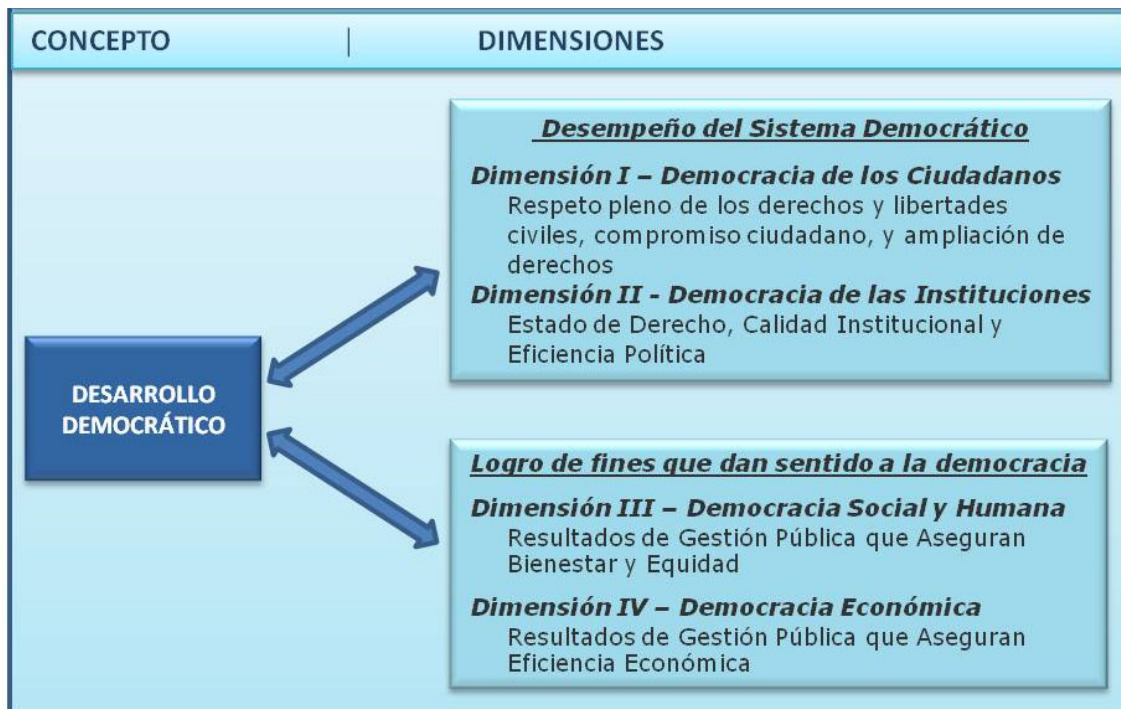 CONCEPTO | DIMENSIONES
Desempeño del Sistema Democrático
Dimensión I – Democracia de los Ciudadanos
Respeto pleno de los derechos y libertades
civiles, compromiso ciudadano, y ampliación de
derechos
Dimensión II - Democracia de las Instituciones
Estado de Derecho, Calidad Institucional y
Eficiencia Política
DESARROLLO
DEMOCRÁTICO
Logro de fines que dan sentido a la democracia
Dimensión III – Democracia Social y Humana
Resultados de Gestión Pública que Aseguran
Bienestar y Equidad
Dimensión IV – Democracia Económica
Resultados de Gestión Pública que Aseguran
Eficiencia Económica